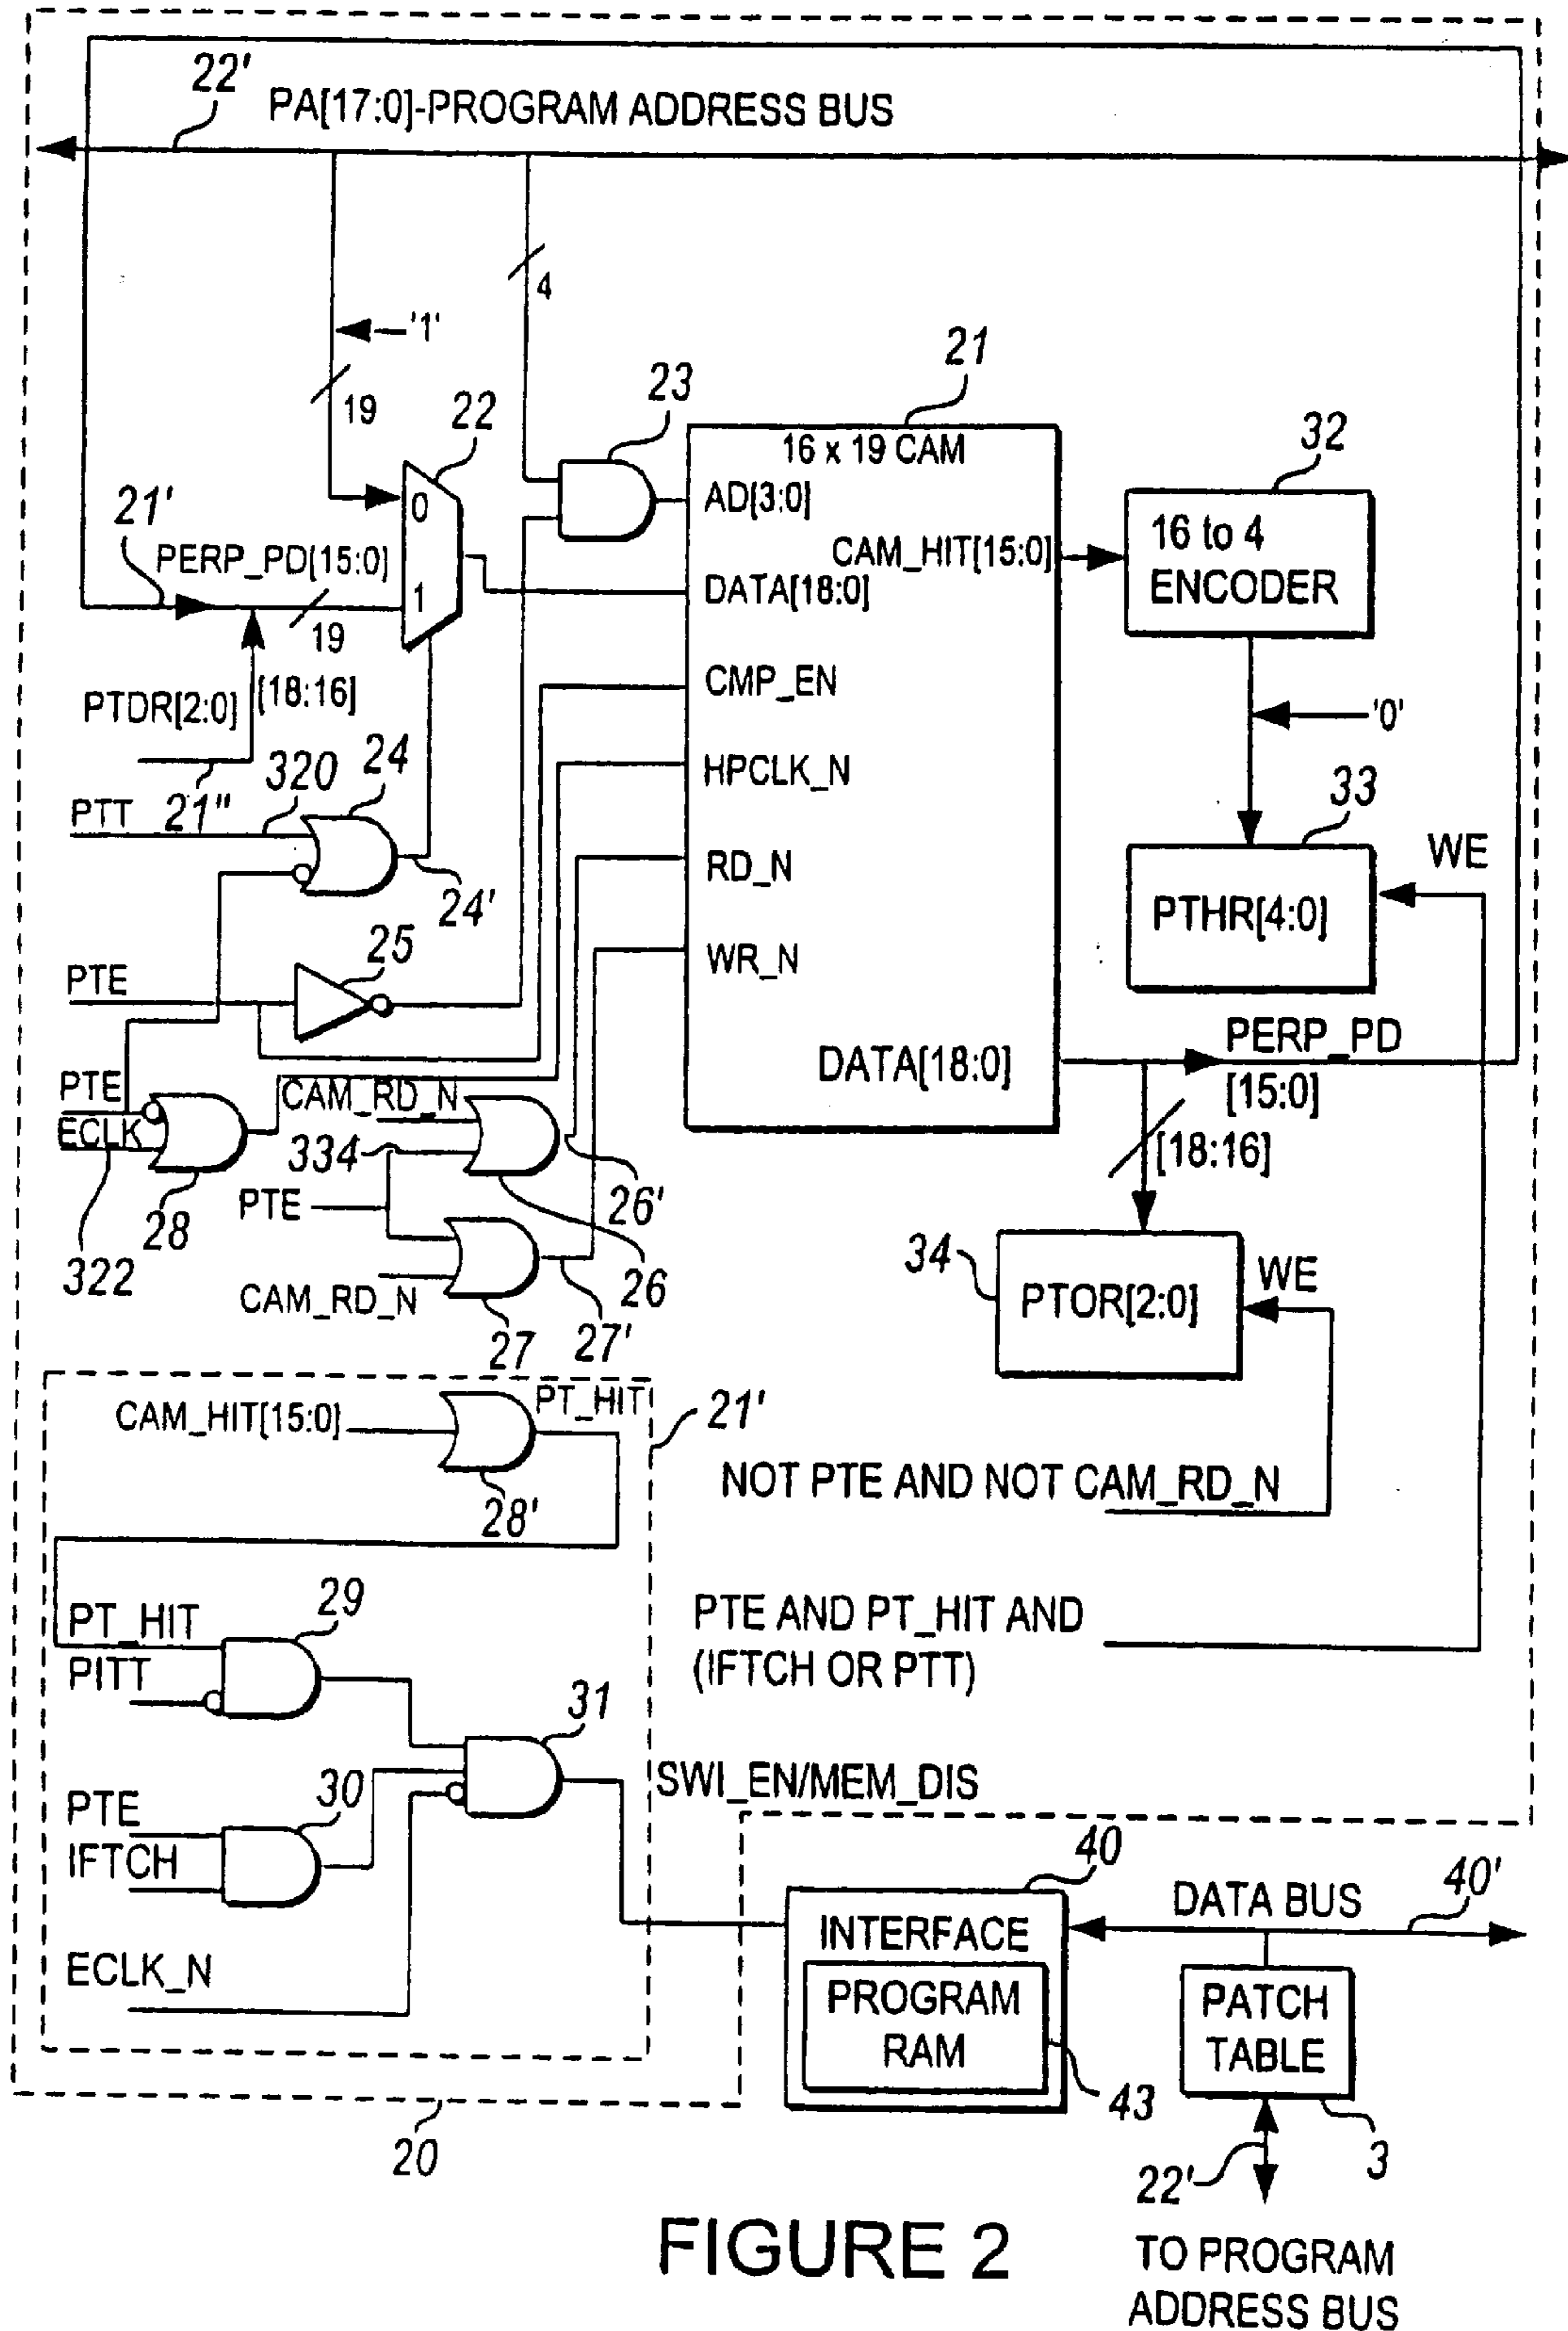 22'
PA[17:0]-PROGRAM ADDRESS BUS
4
'1'
19
22
23
21
16 x 19 CAM
AD[3:0]
CAM_HIT[15:0]
DATA[18:0]
CMP_EN
HPCLK_N
RD_N
WR_N
DATA[18:0]
32
16 to 4
ENCODER
'0'
33
WE
PTHR[4:0]
0
1
21'
PERP_PD[15:0]
19
PTDR[2:0]
[18:16]
21"
320
24
PTT
24'
25
PTE
PTE
ECLK
322
28
CAM_RD_N
334
PTE
CAM_RD_N
26'
26
27
27'
PERP_PD
[15:0]
[18:16]
34
PTOR[2:0]
WE
CAM_HIT[15:0]
PT_HIT
21'
28'
NOT PTE AND NOT CAM_RD_N
PT_HIT
PITT
29
PTE AND PT_HIT AND
(IFTCH OR PTT)
31
PTE
IFTCH
30
SWI_EN/MEM_DIS
ECLK_N
40
INTERFACE
PROGRAM
RAM
43
DATA BUS
40'
PATCH
TABLE
3
20
22'
TO PROGRAM
ADDRESS BUS
FIGURE 2